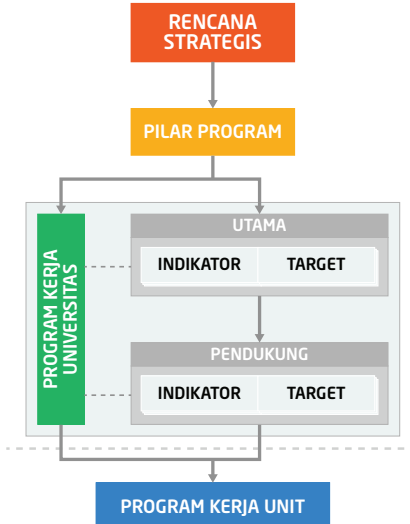 RENCANA
STRATEGIS
PILAR PROGRAM
PROGRAM KERJA
UNIVERSITAS
UTAMA
INDIKATOR TARGET
PENDUKUNG
INDIKATOR TARGET
PROGRAM KERJA UNIT